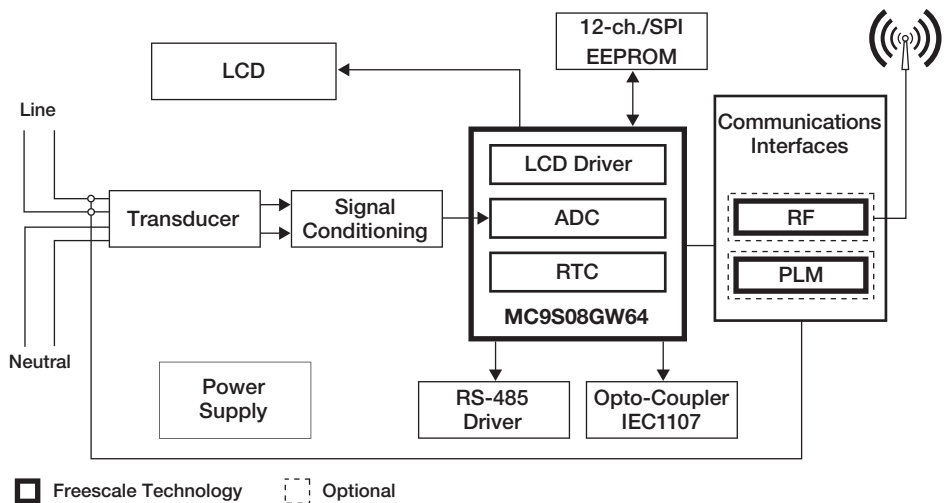 12-ch./SPI
EEPROM
LCD
Line
Communications
Interfaces
LCD Driver
Transducer
Signal
Conditioning
ADC
RF
RTC
PLM
MC9S08GW64
Neutral
Power
Supply
RS-485
Driver
Opto-Coupler
IEC1107
Freescale Technology
Optional